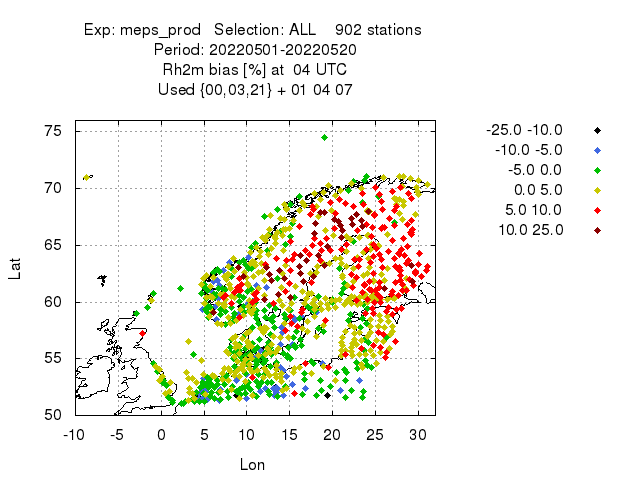 Exp: meps_prod Selection: ALL 902 stations
Period: 20220501-20220520
Rh2m bias [%] at 04 UTC
Used {00,03,21} + 01 04 07
-25.0 -10.0
-10.0 -5.0
-5.0 0.0
0.0 5.0
5.0 10.0
10.0 25.0
75
70
65
60
55
50
Lat
-10 -5 0 5 10 15 20 25 30
Lon